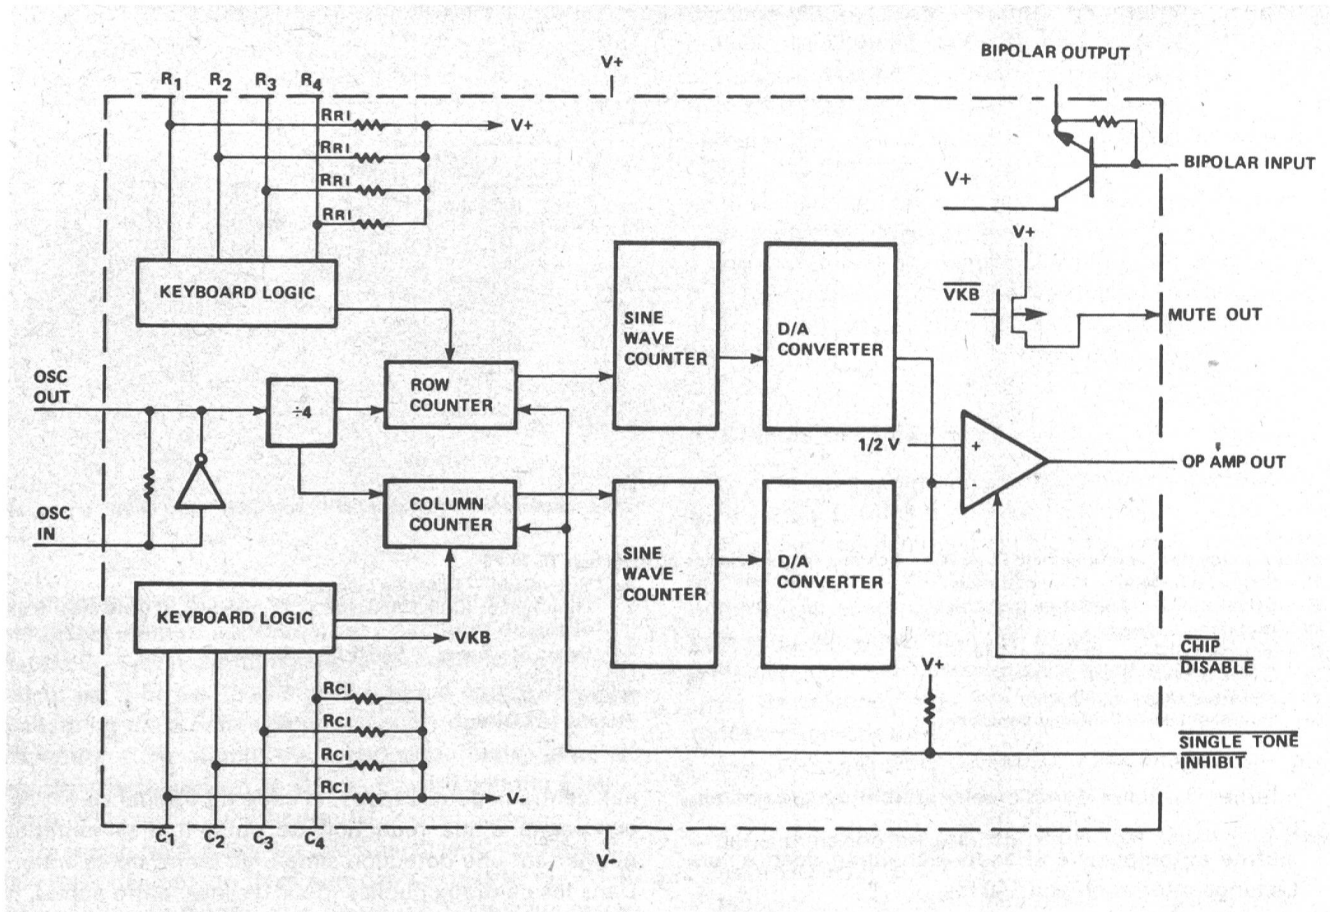 BIPOLAR OUTPUT
V+
R1 R2 R3 R4
RRI
V+
RRI
RRI
RRI
BIPOLAR INPUT
V+
V+
KEYBOARD LOGIC
VKB
MUTE OUT
SINE
WAVE
COUNTER
D/A
CONVERTER
OSC
OUT
÷4
ROW
COUNTER
1/2 V
+
-
OP AMP OUT
OSC
IN
COLUMN
COUNTER
SINE
WAVE
COUNTER
D/A
CONVERTER
KEYBOARD LOGIC
VKB
CHIP
DISABLE
V+
RCI
RCI
RCI
RCI
V-
SINGLE TONE
INHIBIT
C1 C2 C3 C4
V-